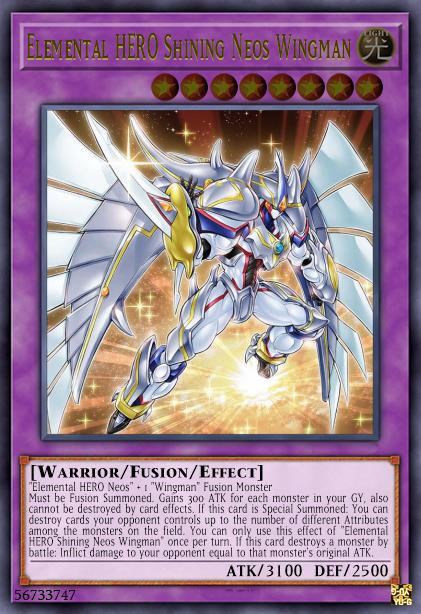 Elemental HERO Shining Neos Wingman
LIGHT
光
[Warrior/Fusion/Effect]
"Elemental HERO Neos" + 1 "Wingman" Fusion Monster
Must be Fusion Summoned. Gains 300 ATK for each monster in your GY, also
cannot be destroyed by card effects. If this card is Special Summoned: You can
destroy cards your opponent controls up to the number of different Attributes
among the monsters on the field. You can only use this effect of "Elemental
HERO Shining Neos Wingman" once per turn. If this card destroys a monster by
battle: Inflict damage to your opponent equal to that monster's original ATK.
ATK/3100 DEF/2500
56733747